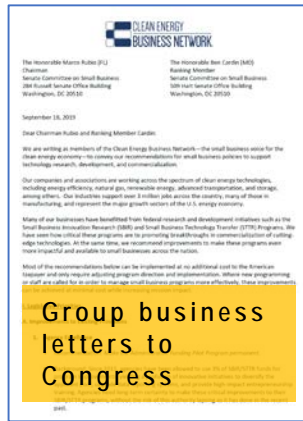 CLEAN ENERGY
BUSINESS NETWORK
The Honorable Marco Rubio (FL)
Chairman
Senate Committee on Small Business
284 Russell Senate Office Building
Washington, DC 20510
The Honorable Ben Cardin (MD)
Ranking Member
Senate Committee on Small Business
509 Hart Senate Office Building
Washington, DC 20510
September 18, 2019
Dear Chairman Rubio and Ranking Member Cardin:
We are writing as members of the Clean Energy Business Network—the small business voice for the
clean energy economy—to convey our recommendations for small business policies to support
technology research, development, and commercialization.
Our companies and associations are working across the spectrum of clean energy technologies,
including energy efficiency, natural gas, renewable energy, advanced transportation, and storage,
among others. Our industries support over 3 million jobs across the country, many of those in
manufacturing, and represent the major growth sectors of the U.S. energy economy.
Many of our businesses have benefitted from federal research and development initiatives such as the
Small Business Innovation Research (SBIR) and Small Business Technology Transfer (STTR) Programs. We
have seen how critical these programs are to promoting breakthroughs in commercialization of cutting-
edge technologies. At the same time, we recommend improvements to make these programs even
more impactful and available to small businesses across the nation.
Most of the recommendations below can be implemented at no additional cost to the American
taxpayer and only require adjusting program direction and implementation. Where new programming
or staff are called for in order to manage small business programs more effectively, these improvements
Group business
letters to
Congress
past.